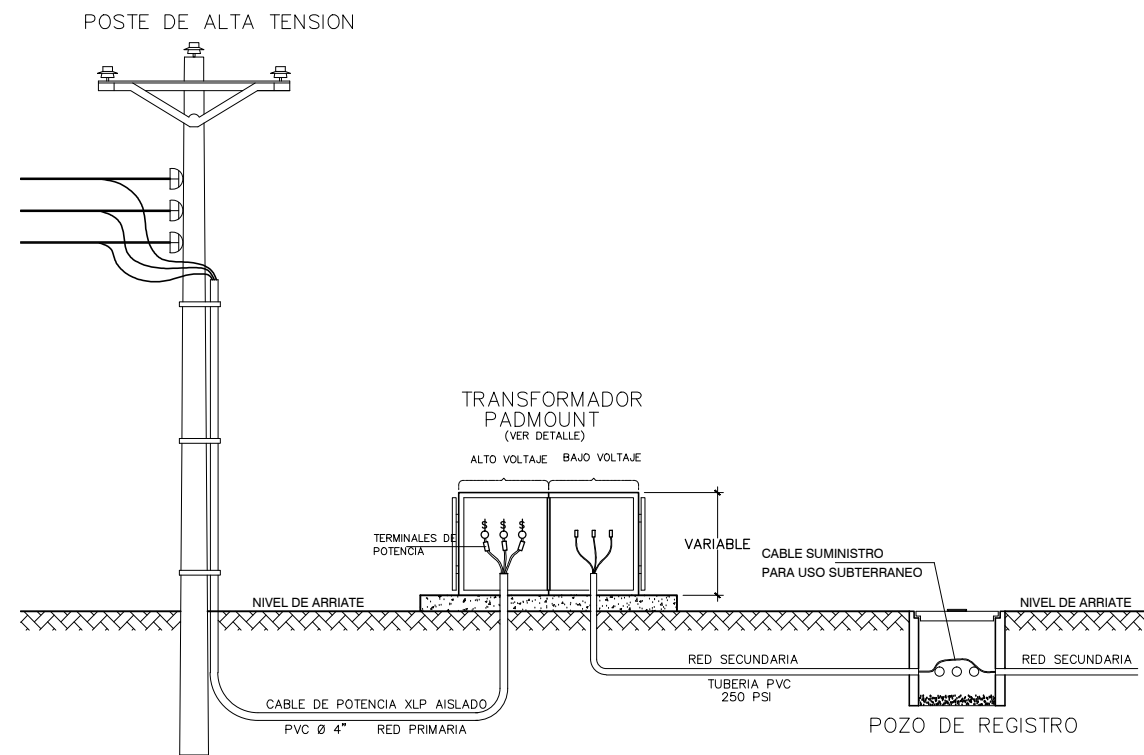 POSTE DE ALTA TENSION
TRANSFORMADOR
PADMOUNT
(VER DETALLE)
ALTO VOLTAJE
BAJO VOLTAJE
TERMINALES DE
POTENCIA
VARIABLE
CABLE SUMINISTRO
PARA USO SUBTERRANEO
NIVEL DE ARRIATE
NIVEL DE ARRIATE
RED SECUNDARIA
RED SECUNDARIA
TUBERIA PVC
250 PSI
CABLE DE POTENCIA XLP AISLADO
PVC Ø 4" RED PRIMARIA
POZO DE REGISTRO